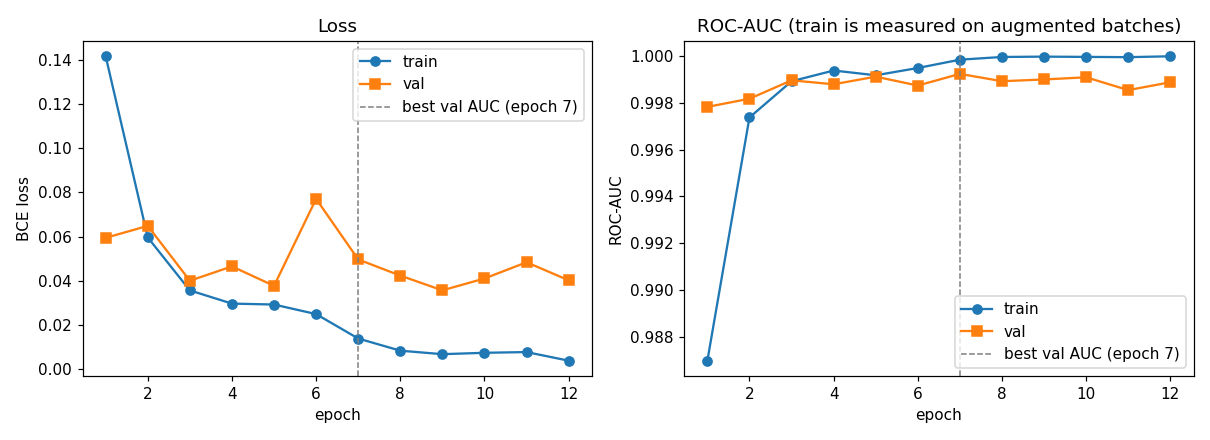 Loss
0.14
0.12
0.10
0.08
0.06
0.04
0.02
0.00
BCE loss
2 4 6 8 10 12
epoch
train
val
best val AUC (epoch 7)
ROC-AUC (train is measured on augmented batches)
1.000
0.998
0.996
0.994
0.992
0.990
0.988
ROC-AUC
2 4 6 8 10 12
epoch
train
val
best val AUC (epoch 7)